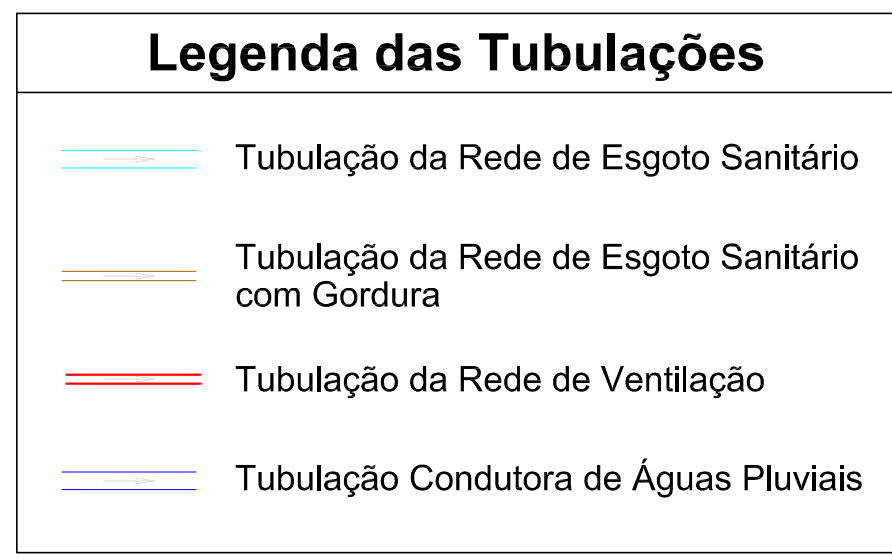 Legenda das Tubulações
Tubulação da Rede de Esgoto Sanitário
Tubulação da Rede de Esgoto Sanitário
com Gordura
Tubulação da Rede de Ventilação
Tubulação Condutora de Águas Pluviais